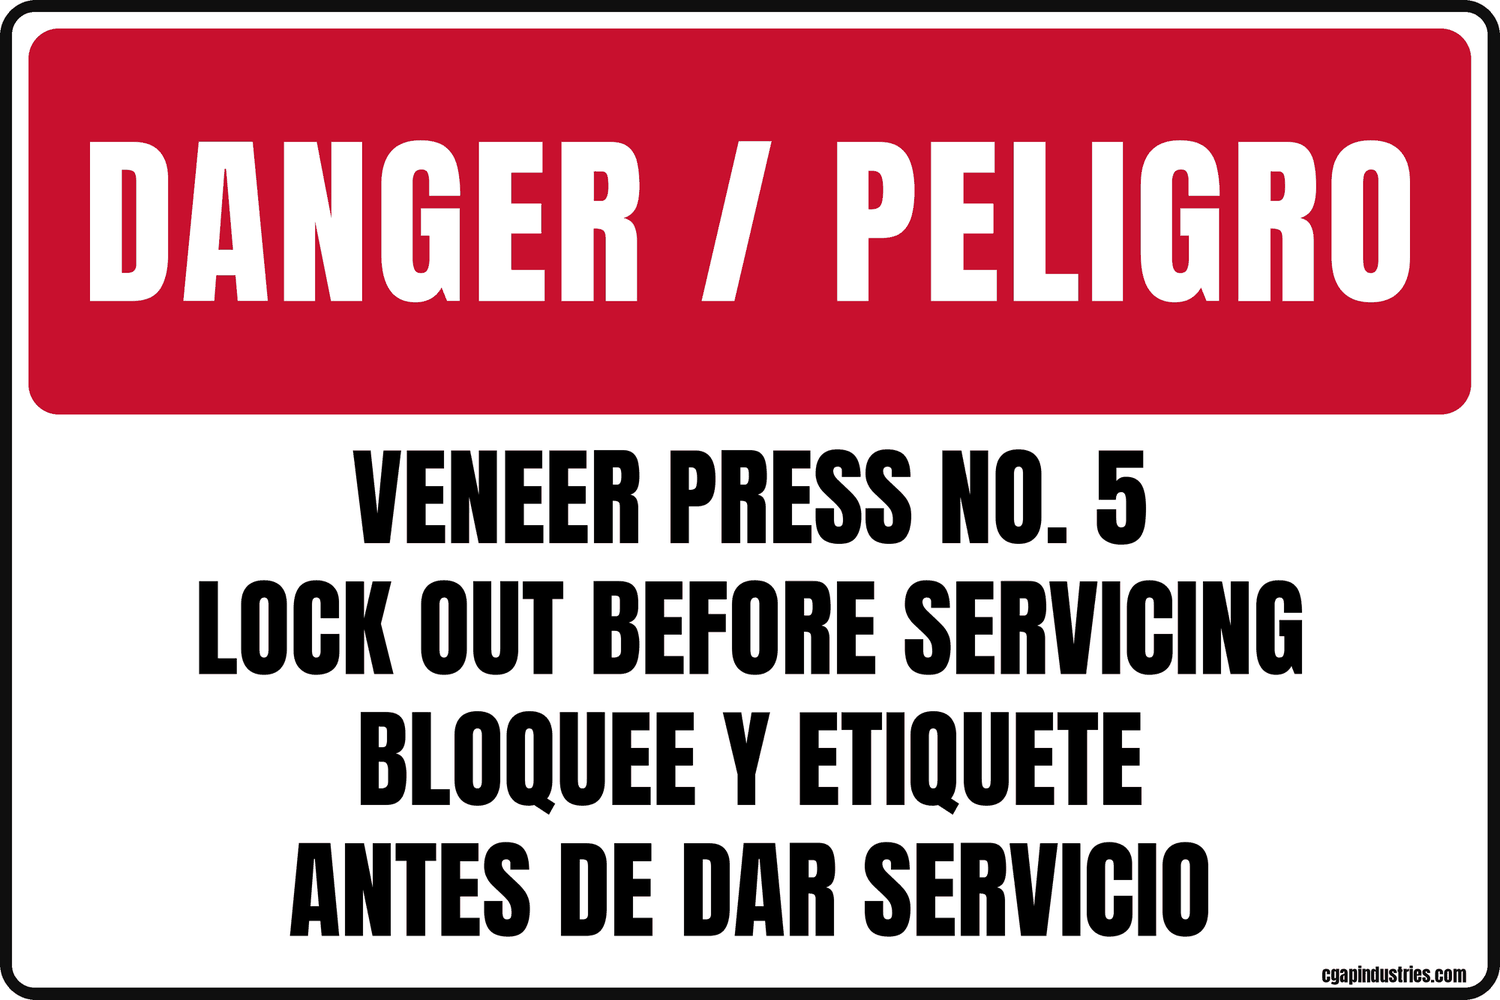 DANGER / PELIGRO
VENEER PRESS NO. 5
LOCK OUT BEFORE SERVICING
BLOQUEE Y ETIQUETE
ANTES DE DAR SERVICIO
cgapindustries.com